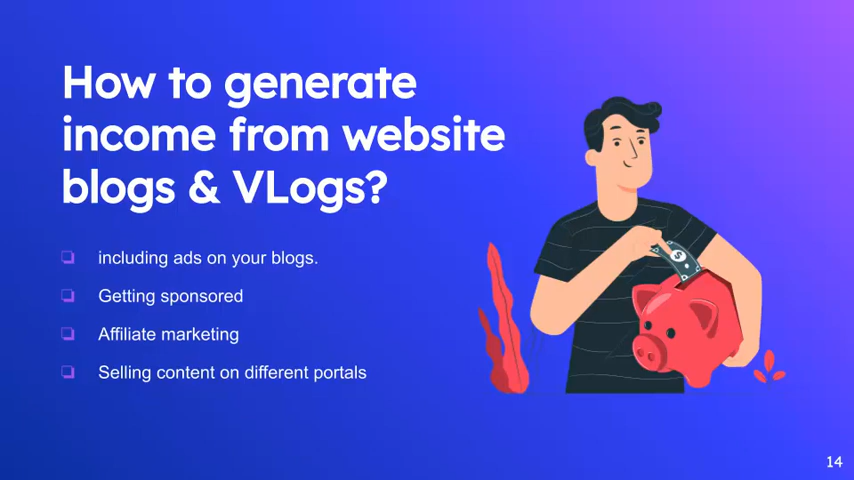 How to generate
income from website
blogs & VLogs?
including ads on your blogs.
Getting sponsored
Affiliate marketing
Selling content on different portals
14